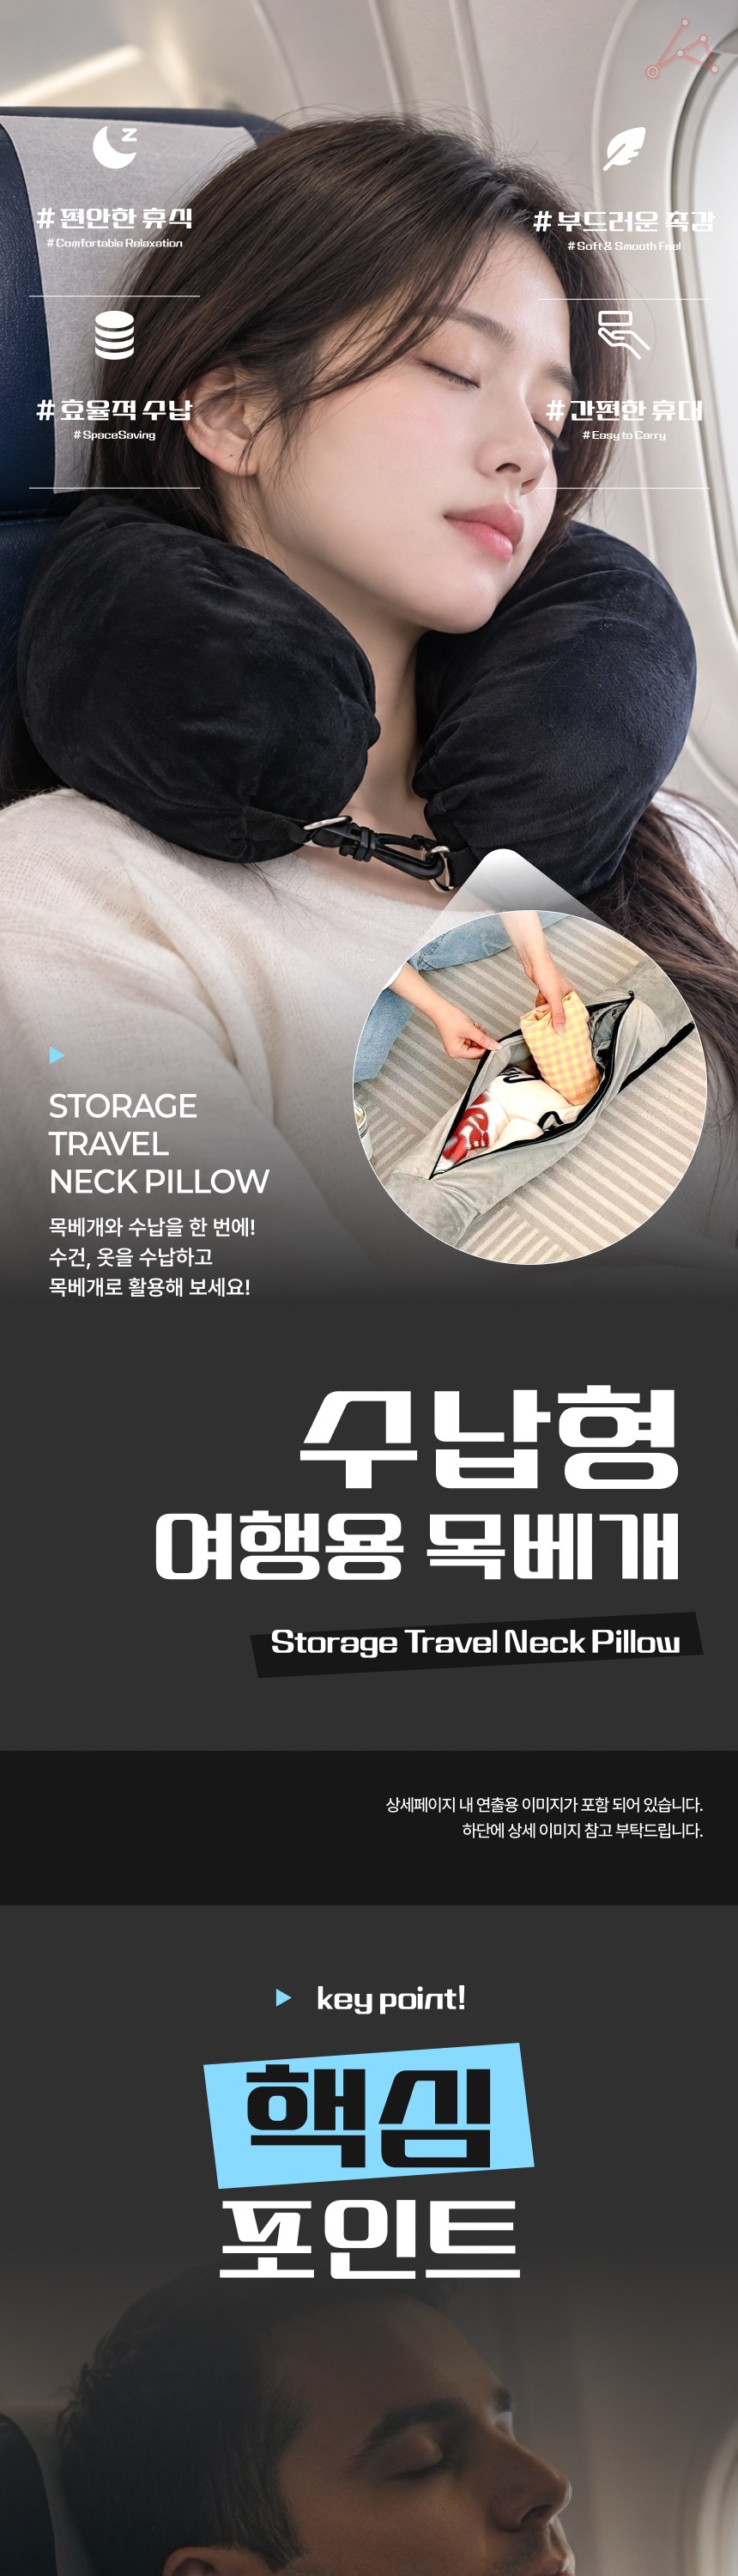 # 편안한 휴식
# Comfortable Relaxation
# 부드러운 촉감
# Soft & Smooth Feel
# 효율적 수납
# SpaceSaving
# 간편한 휴대
# Easy to Carry
STORAGE
TRAVEL
NECK PILLOW
목베개와 수납을 한 번에!
수건, 옷을 수납하고
목베개로 활용해 보세요!
수납형
여행용 목베개
Storage Travel Neck Pillow
상세페이지 내 연출용 이미지가 포함 되어 있습니다.
하단에 상세 이미지 참고 부탁드립니다.
key point!
핵심
포인트